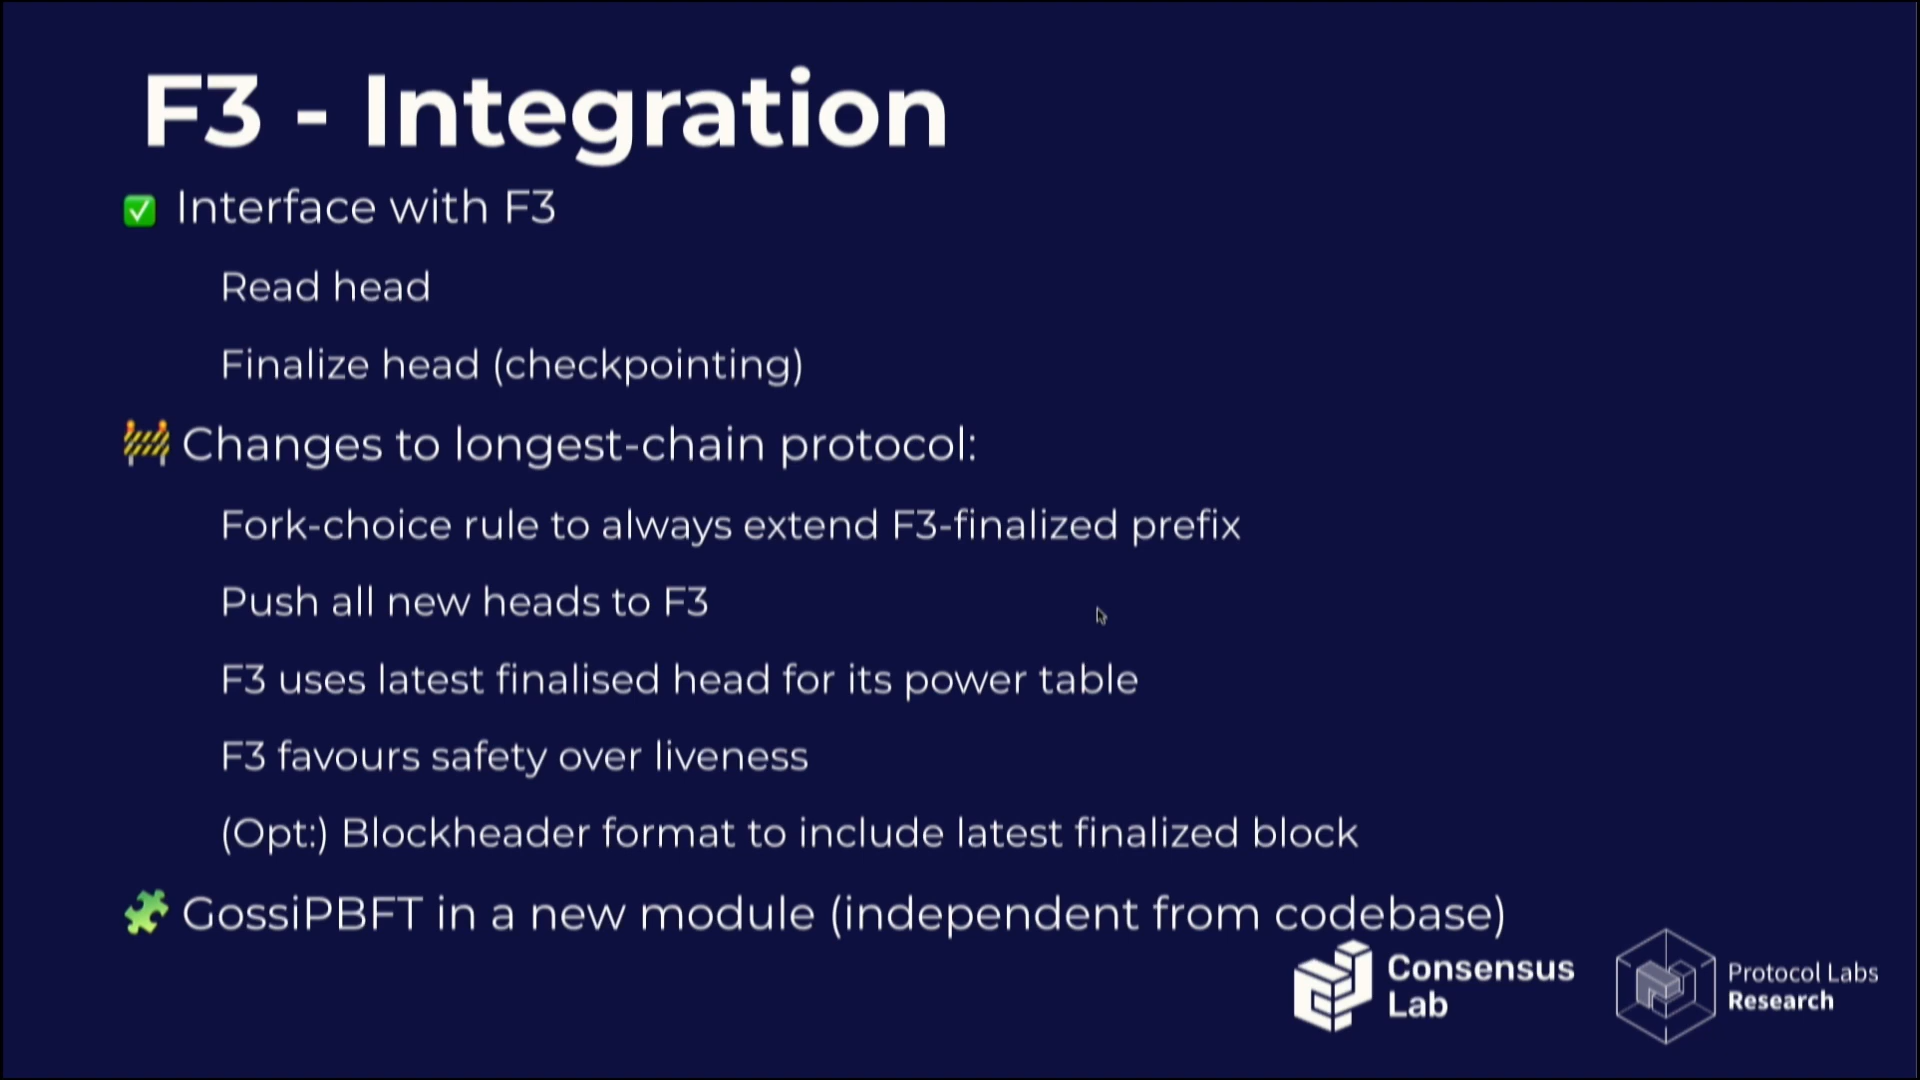 F3 - Integration
✅ Interface with F3
Read head
Finalize head (checkpointing)
🚧 Changes to longest-chain protocol:
Fork-choice rule to always extend F3-finalized prefix
Push all new heads to F3
F3 uses latest finalised head for its power table
F3 favours safety over liveness
(Opt:) Blockheader format to include latest finalized block
🧩 GossiPBFT in a new module (independent from codebase)
Consensus
Lab
Protocol Labs
Research